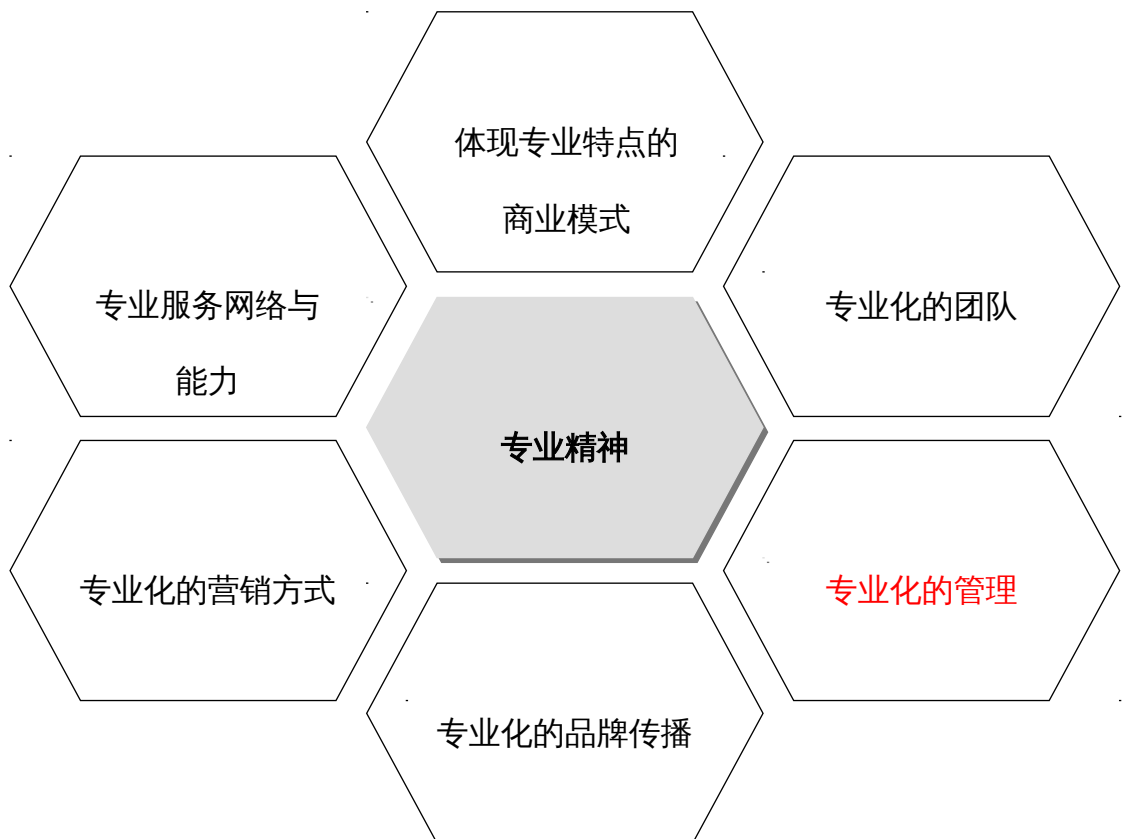 体现专业特点的
商业模式
专业服务网络与
能力
专业化的团队
专业精神
专业化的营销方式
专业化的管理
专业化的品牌传播